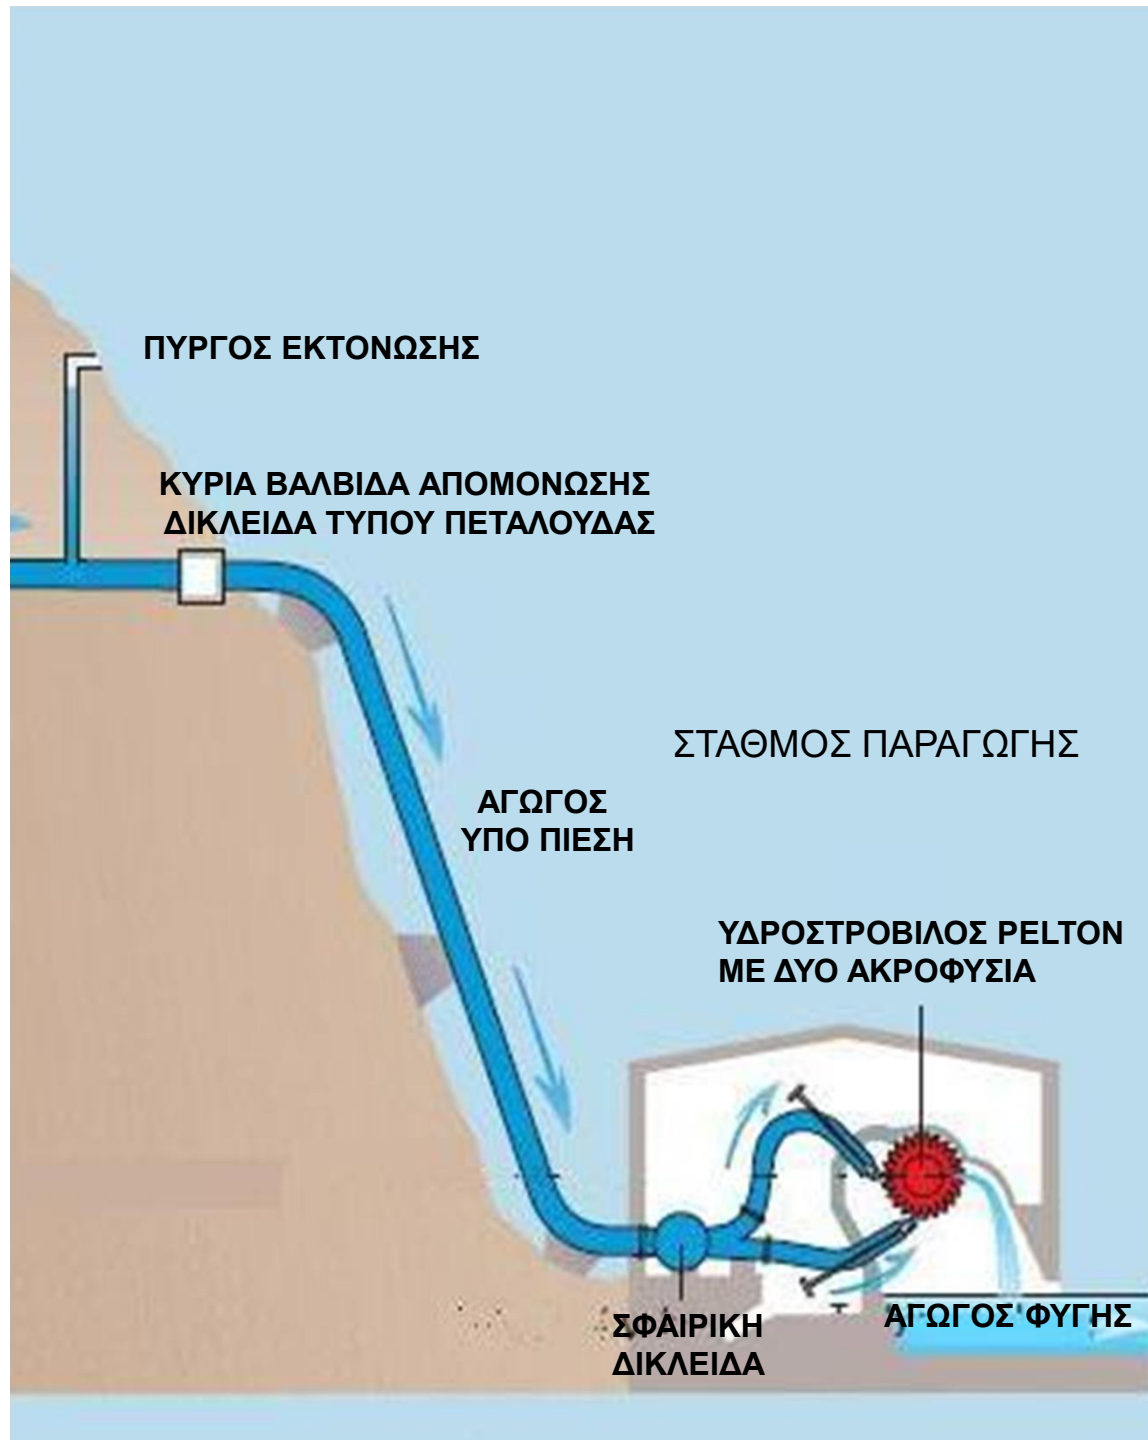 ΠΥΡΓΟΣ ΕΚΤΟΝΩΣΗΣ
ΚΥΡΙΑ ΒΑΛΒΙΔΑ ΑΠΟΜΟΝΩΣΗΣ
ΔΙΚΛΕΙΔΑ ΤΥΠΟΥ ΠΕΤΑΛΟΥΔΑΣ
ΣΤΑΘΜΟΣ ΠΑΡΑΓΩΓΗΣ
ΑΓΩΓΟΣ
ΥΠΟ ΠΙΕΣΗ
ΥΔΡΟΣΤΡΟΒΙΛΟΣ PELTON
ΜΕ ΔΥΟ ΑΚΡΟΦΥΣΙΑ
ΑΓΩΓΟΣ ΦΥΓΗΣ
ΣΦΑΙΡΙΚΗ
ΔΙΚΛΕΙΔΑ